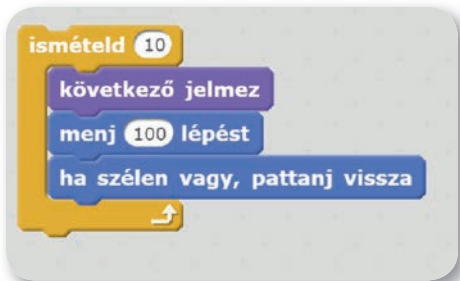 ismételd 10
következő jelmez
menj 100 lépést
ha szélen vagy, pattanj vissza